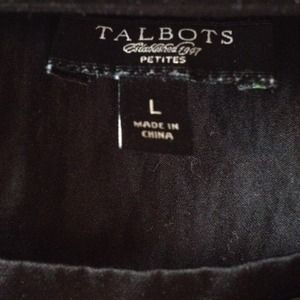 TALBOTS
Established 1947
PETITES
L
MADE IN
CHINA